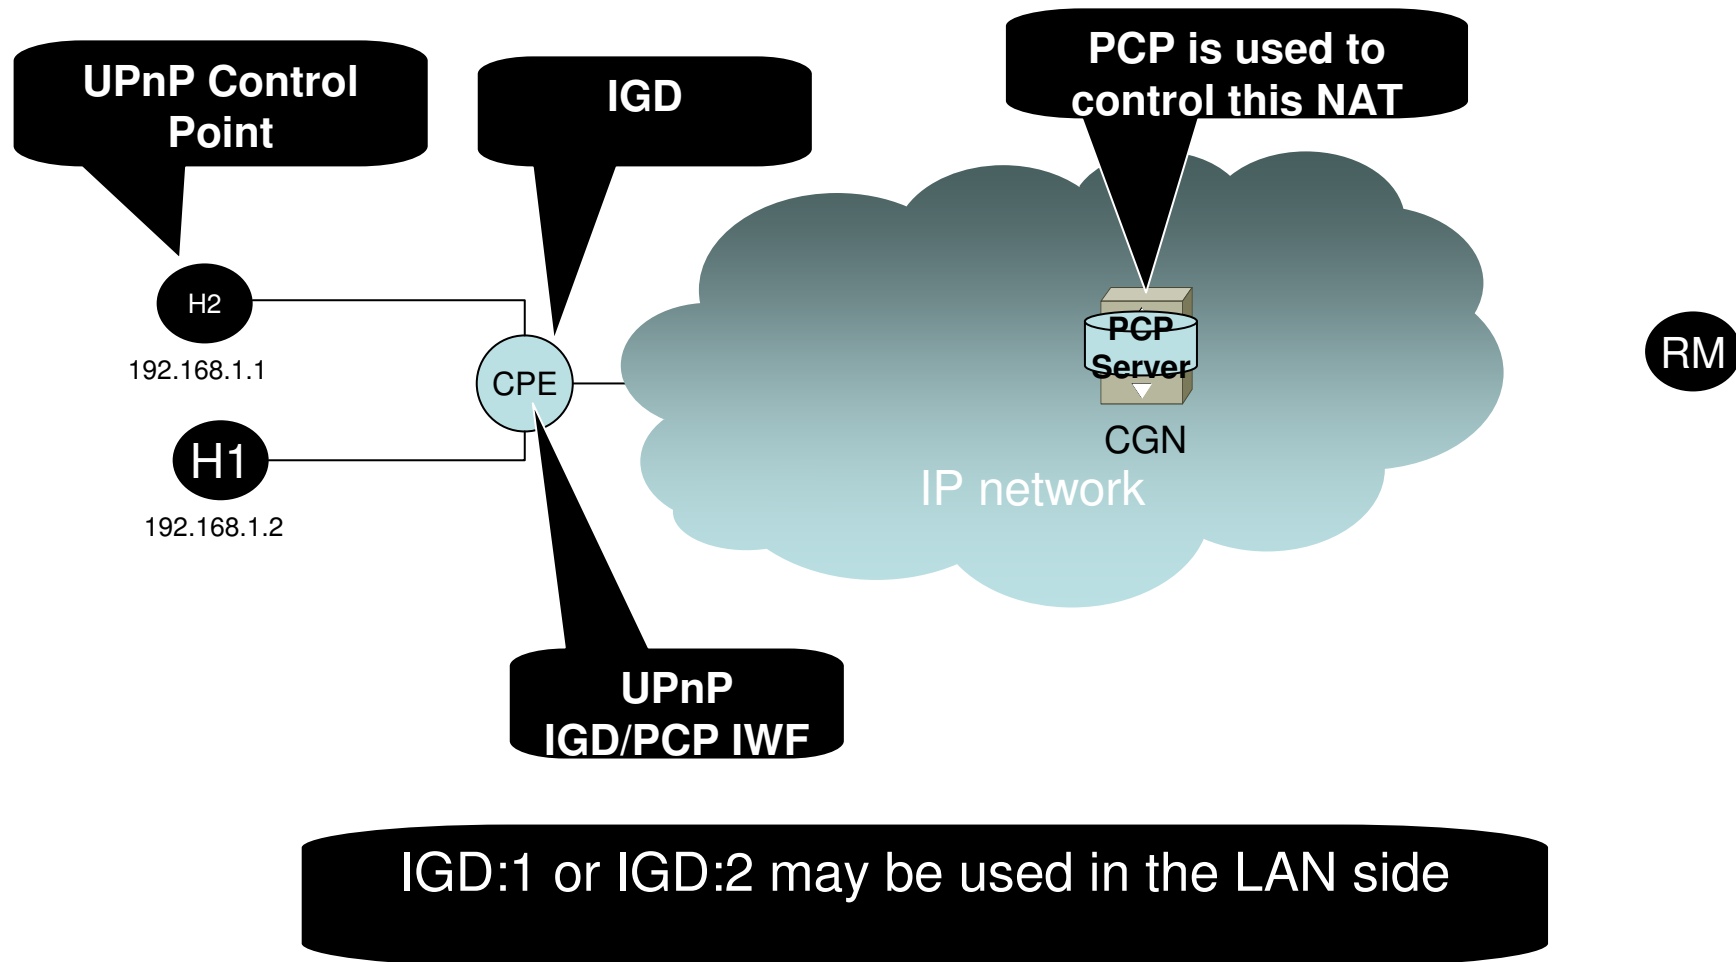 UPnP Control
Point
IGD
PCP is used to
control this NAT
H2
192.168.1.1
CPE
H1
192.168.1.2
PCP
Server
CGN
IP network
RM
UPnP
IGD/PCP IWF
IGD:1 or IGD:2 may be used in the LAN side